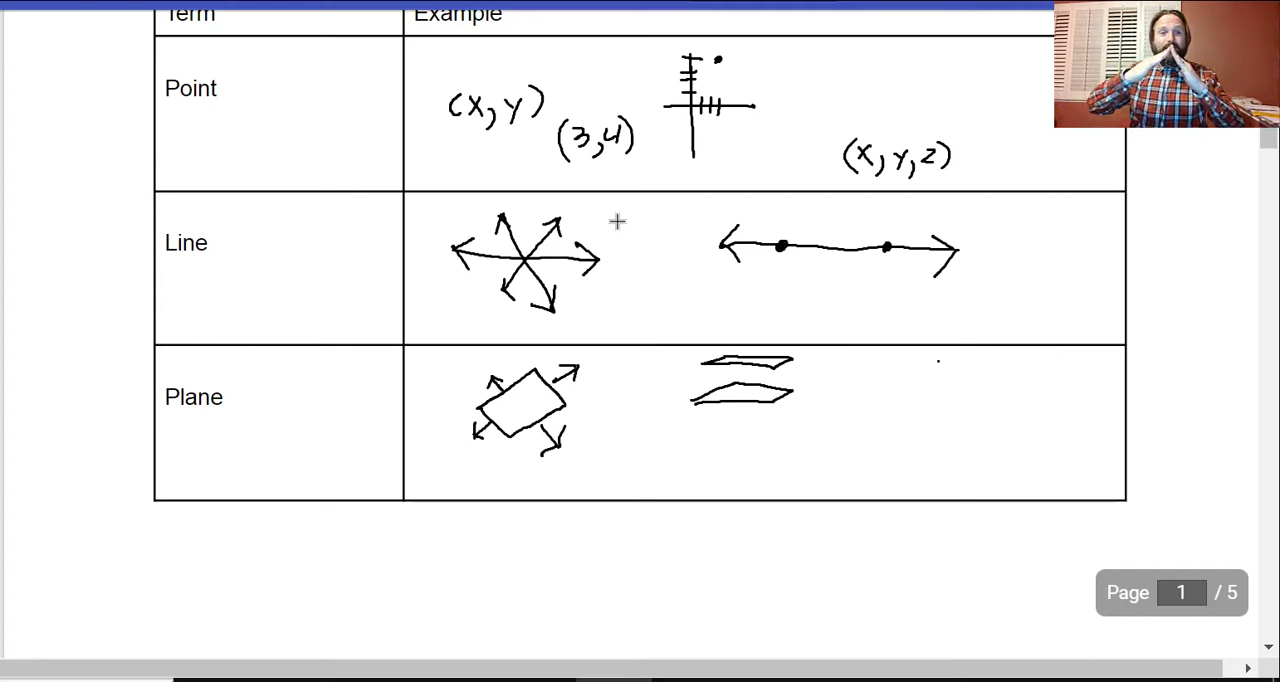 Term Example
Point
(x, y)
(3,4)
(x, y, z)
Line
Plane
Page 1 / 5